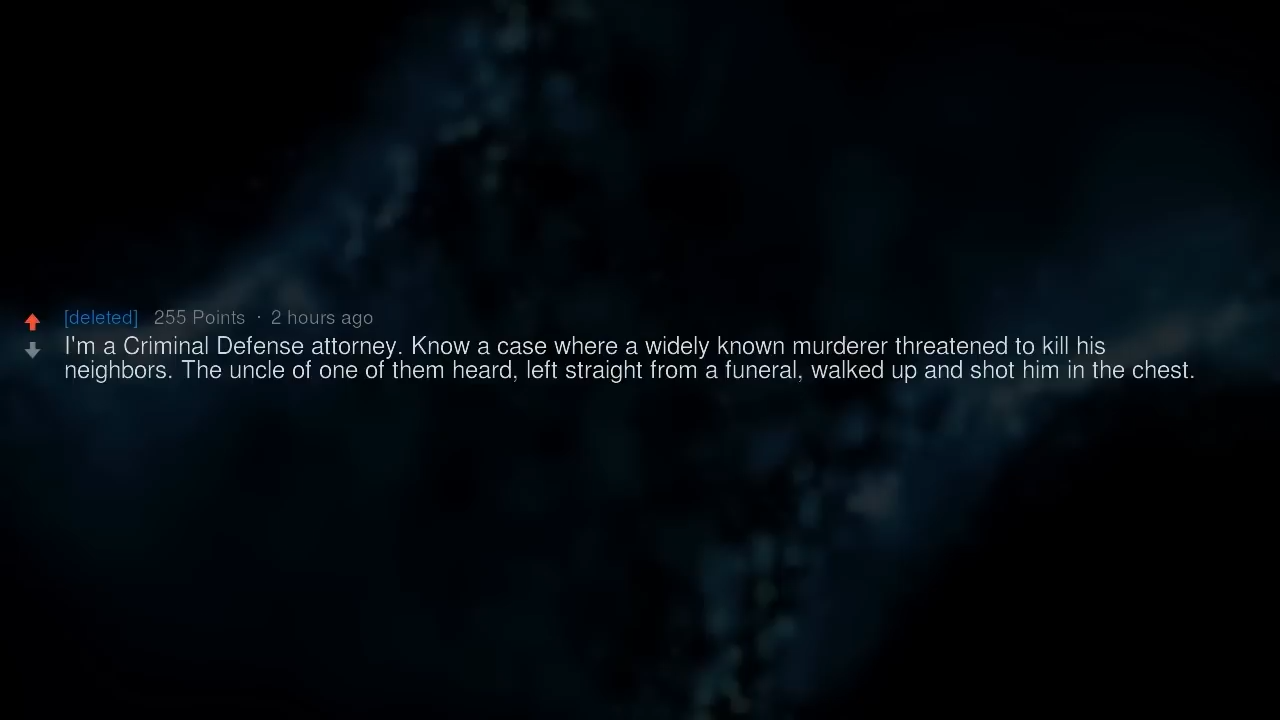 [deleted] 255 Points · 2 hours ago
I'm a Criminal Defense attorney. Know a case where a widely known murderer threatened to kill his
neighbors. The uncle of one of them heard, left straight from a funeral, walked up and shot him in the chest.